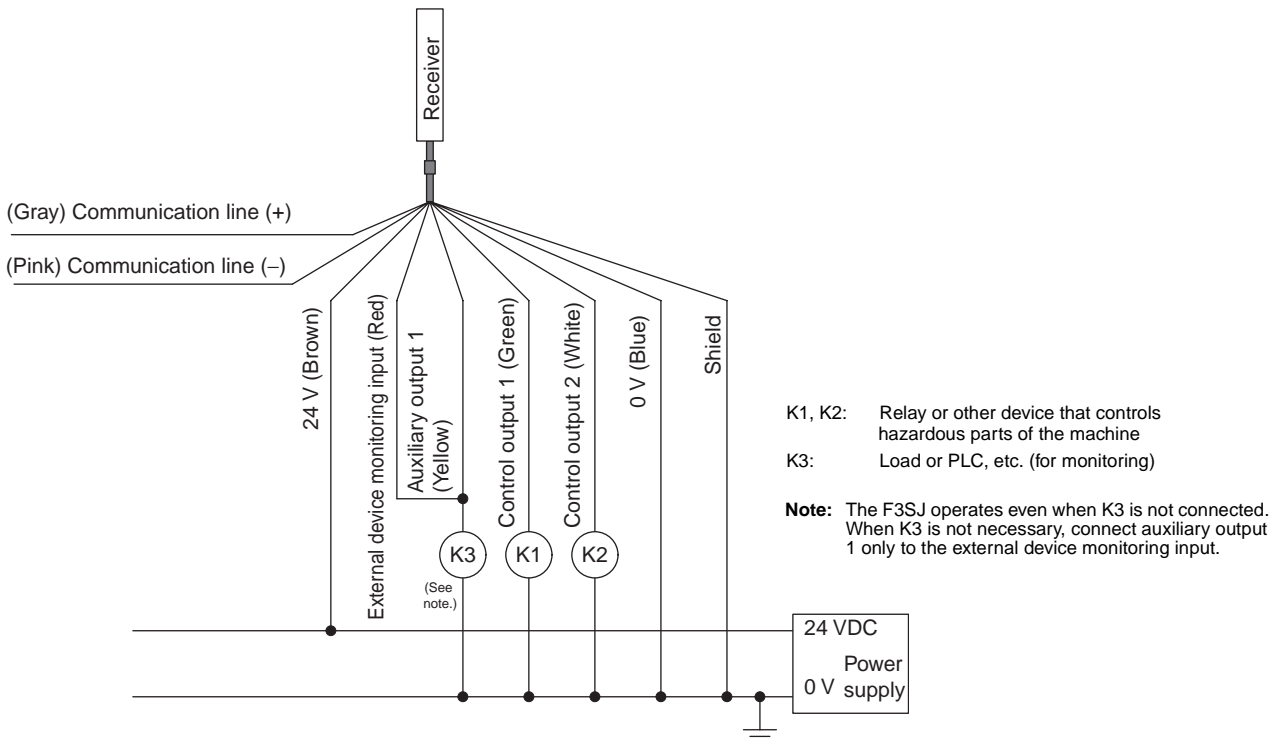 Receiver
(Gray) Communication line (+)
(Pink) Communication line (−)
24 V (Brown)
External device monitoring input (Red)
Auxiliary output 1
(Yellow)
Control output 1 (Green)
Control output 2 (White)
0 V (Blue)
Shield
K3
K1
K2
(See
note.)
K1, K2: Relay or other device that controls
hazardous parts of the machine
K3: Load or PLC, etc. (for monitoring)
Note: The F3SJ operates even when K3 is not connected.
When K3 is not necessary, connect auxiliary output
1 only to the external device monitoring input.
24 VDC
Power
0 V supply